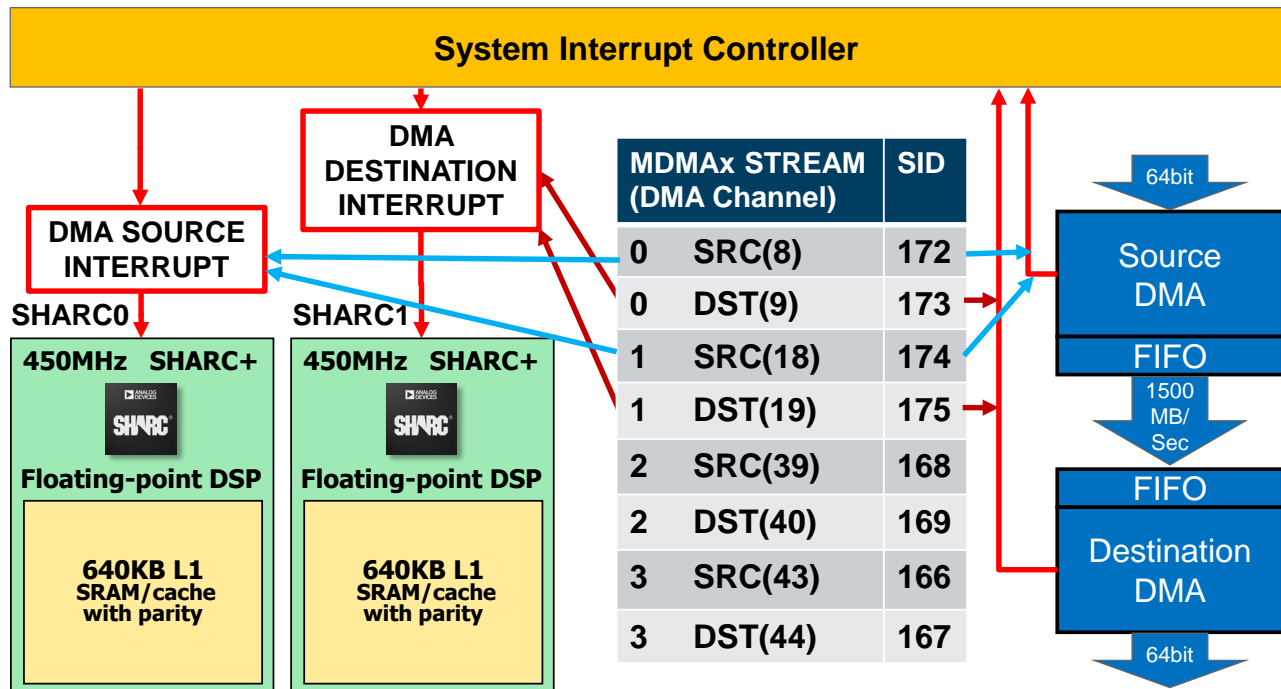 System Interrupt Controller
DMA
DESTINATION
INTERRUPT
DMA SOURCE
INTERRUPT
SHARC0
SHARC1
450MHz SHARC+
ANALOG
DEVICES
SHARC®
Floating-point DSP
640KB L1
SRAM/cache
with parity
450MHz SHARC+
ANALOG
DEVICES
SHARC®
Floating-point DSP
640KB L1
SRAM/cache
with parity
MDMAx STREAM SID
(DMA Channel)
0 SRC(8) 172
0 DST(9) 173
1 SRC(18) 174
1 DST(19) 175
2 SRC(39) 168
2 DST(40) 169
3 SRC(43) 166
3 DST(44) 167
64bit
Source
DMA
FIFO
1500
MB/
Sec
FIFO
Destination
DMA
64bit